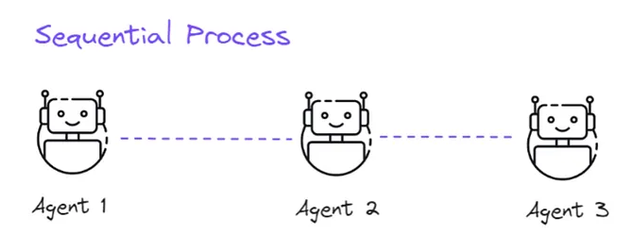 Sequential Process
Agent 1
Agent 2
Agent 3